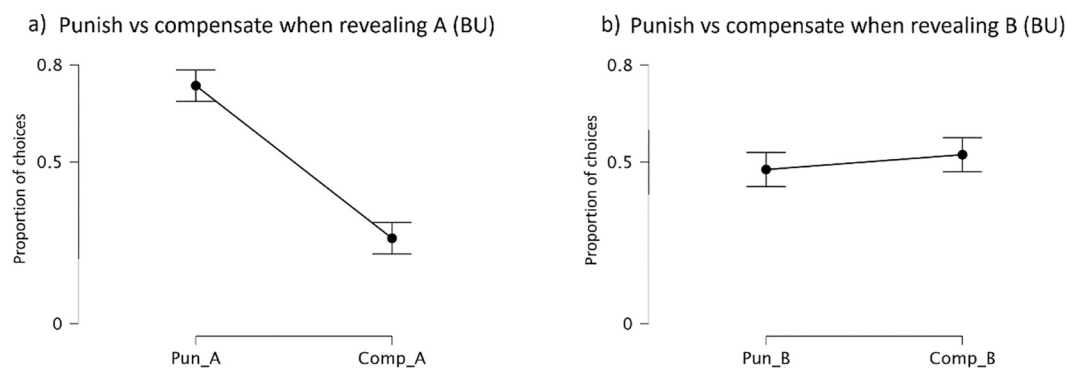 a) Punish vs compensate when revealing A (BU)
0.8
0.5
0
Proportion of choices
Pun_A
Comp_A
b) Punish vs compensate when revealing B (BU)
0.8
0.5
0
Proportion of choices
Pun_B
Comp_B